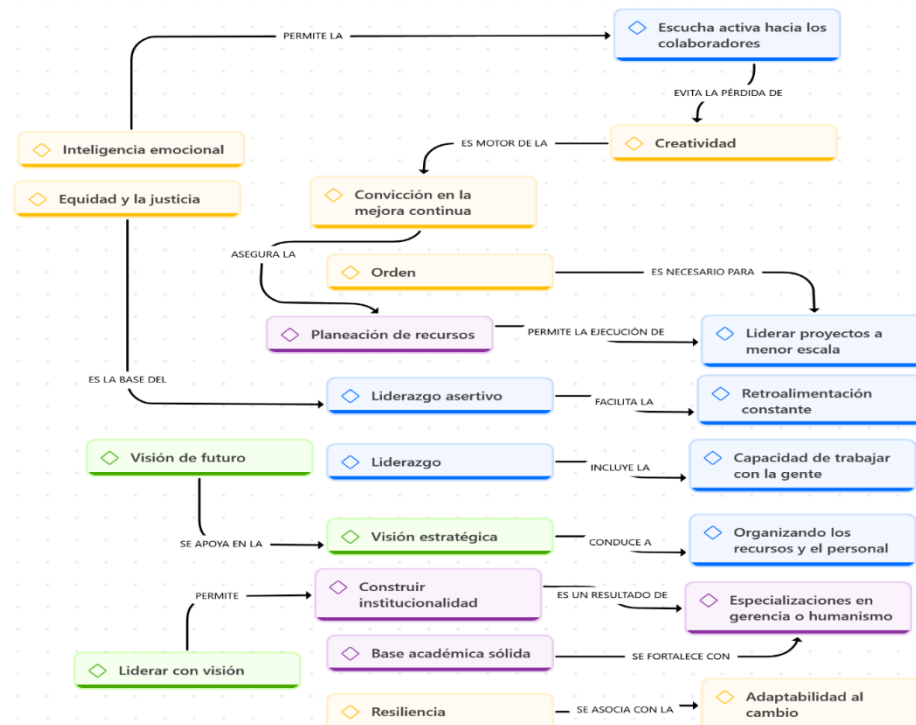 PERMITE LA
Escucha activa hacia los
colaboradores
EVITA LA PÉRDIDA DE
Inteligencia emocional
ES MOTOR DE LA
Creatividad
Equidad y la justicia
Convicción en la
mejora continua
ASEGURA LA
Orden
ES NECESARIO PARA
Planeación de recursos
PERMITE LA EJECUCIÓN DE
Liderar proyectos a
menor escala
ES LA BASE DEL
Liderazgo asertivo
FACILITA LA
Retroalimentación
constante
Visión de futuro
Liderazgo
INCLUYE LA
Capacidad de trabajar
con la gente
SE APOYA EN LA
Visión estratégica
CONDUCE A
Organizando los
recursos y el personal
PERMITE
Construir
institucionalidad
ES UN RESULTADO DE
Especializaciones en
gerencia o humanismo
Liderar con visión
Base académica sólida
SE FORTALECE CON
Resiliencia
SE ASOCIA CON LA
Adaptabilidad al
cambio